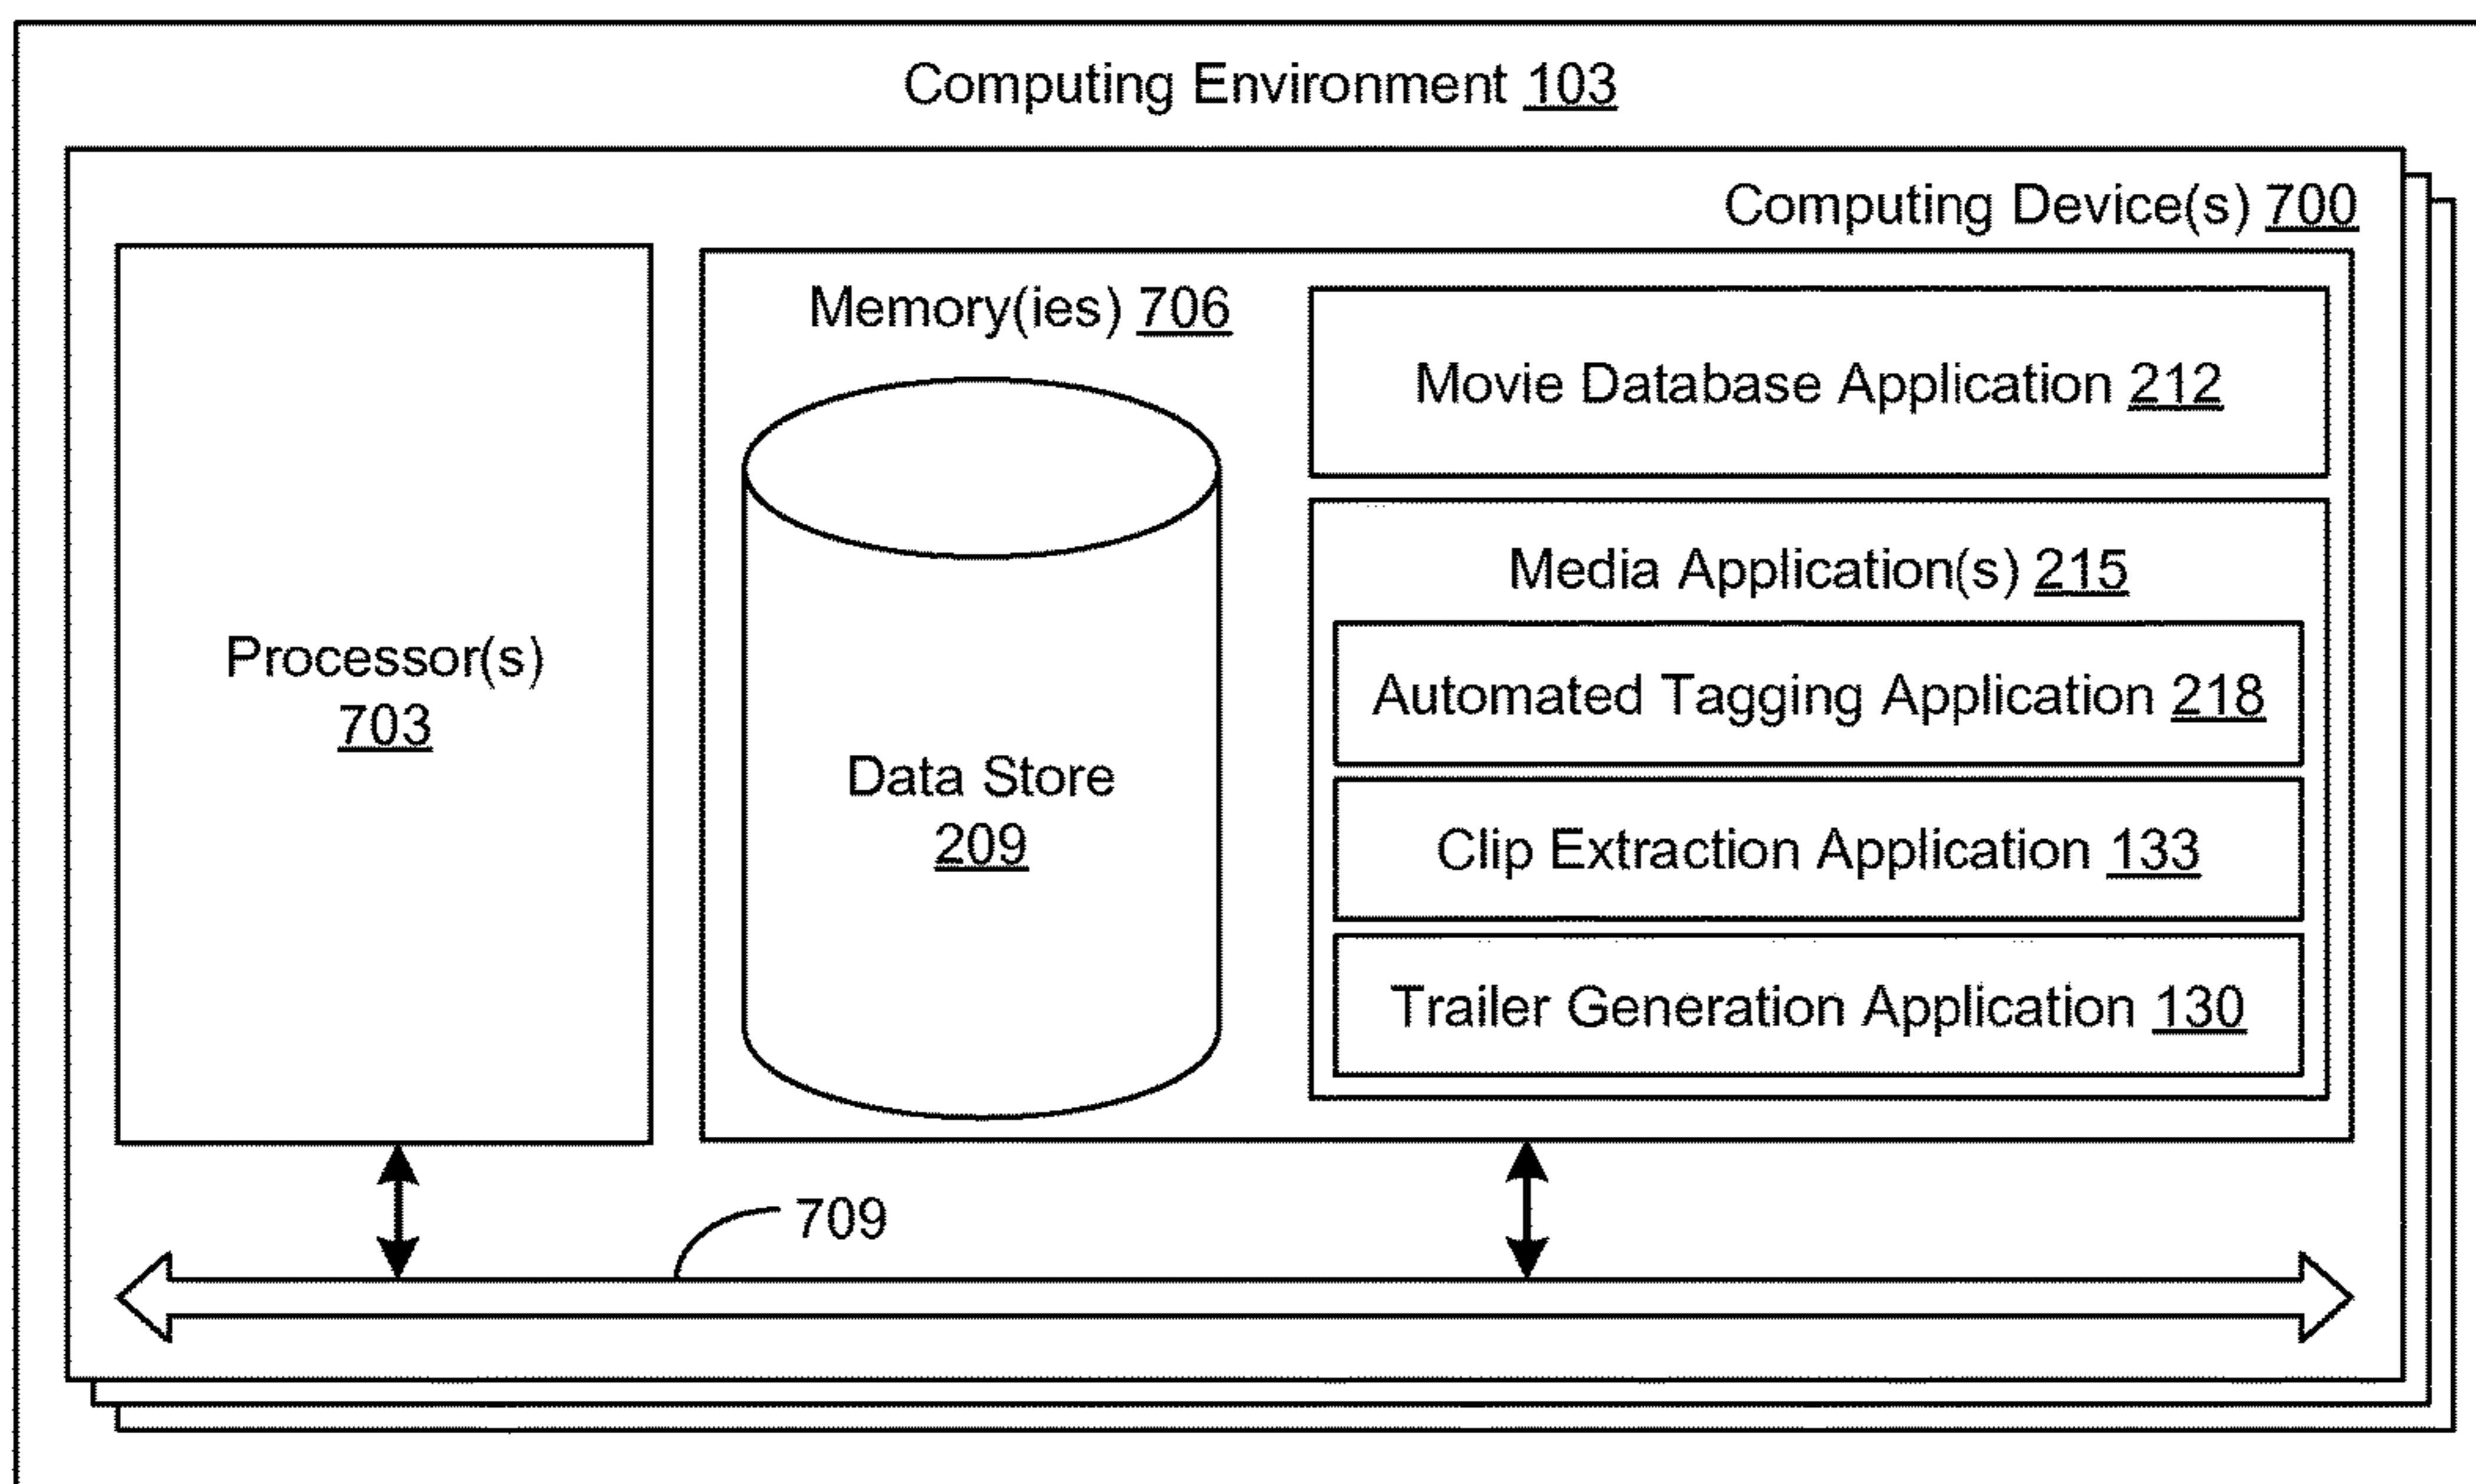 Computing Environment 103
Computing Device(s) 700
Memory(ies) 706
Movie Database Application 212
Media Application(s) 215
Processor(s)
703
Automated Tagging Application 218
Data Store
209
Clip Extraction Application 133
Trailer Generation Application 130
709